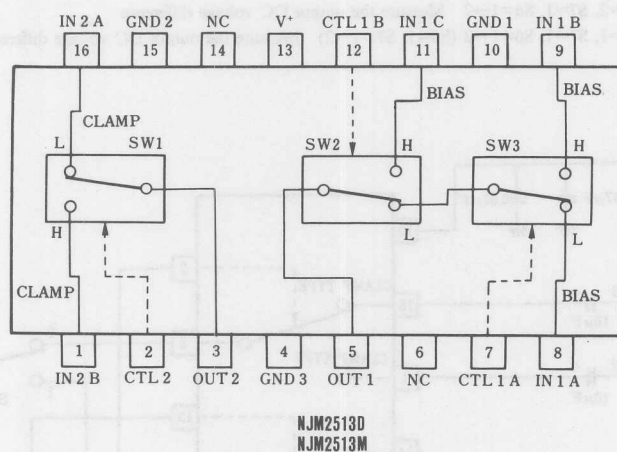 IN 2 A GND 2 NC V+ CTL 1 B IN 1 C GND 1 IN 1 B
16 15 14 13 12 11 10 9
BIAS BIAS
CLAMP
L SW1 SW2 H SW3 H
H L L
CLAMP BIAS
1 2 3 4 5 6 7 8
IN 2 B CTL 2 OUT 2 GND 3 OUT 1 NC CTL 1 A IN 1 A
NJM2513D
NJM2513M